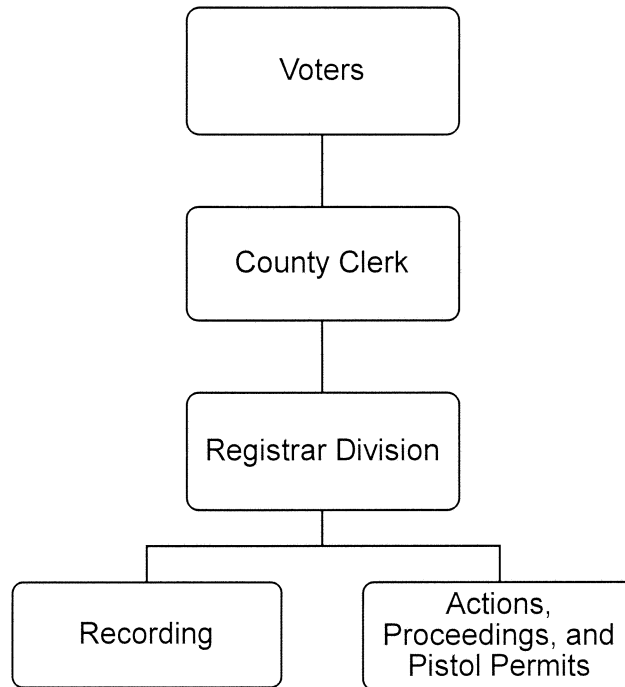 Voters
County Clerk
Registrar Division
Recording
Actions,
Proceedings, and
Pistol Permits